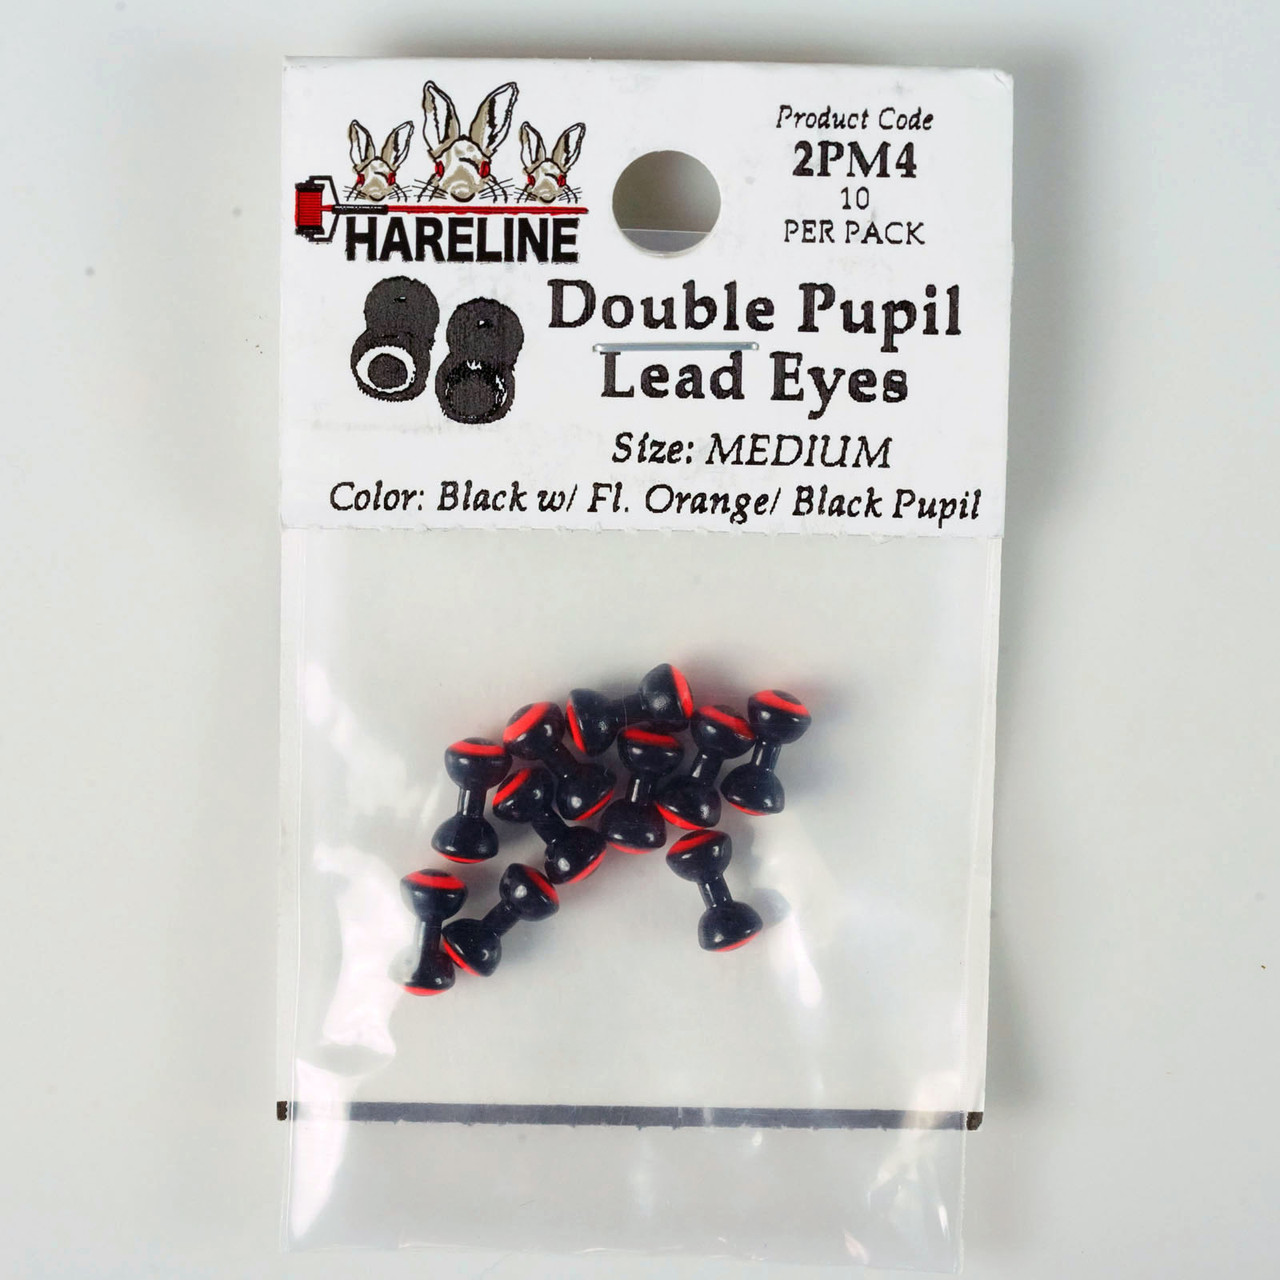 HARELINE
Product Code
2PM4
10
PER PACK
Double Pupil
Lead Eyes
Size: MEDIUM
Color: Black w/ Fl. Orange/ Black Pupil